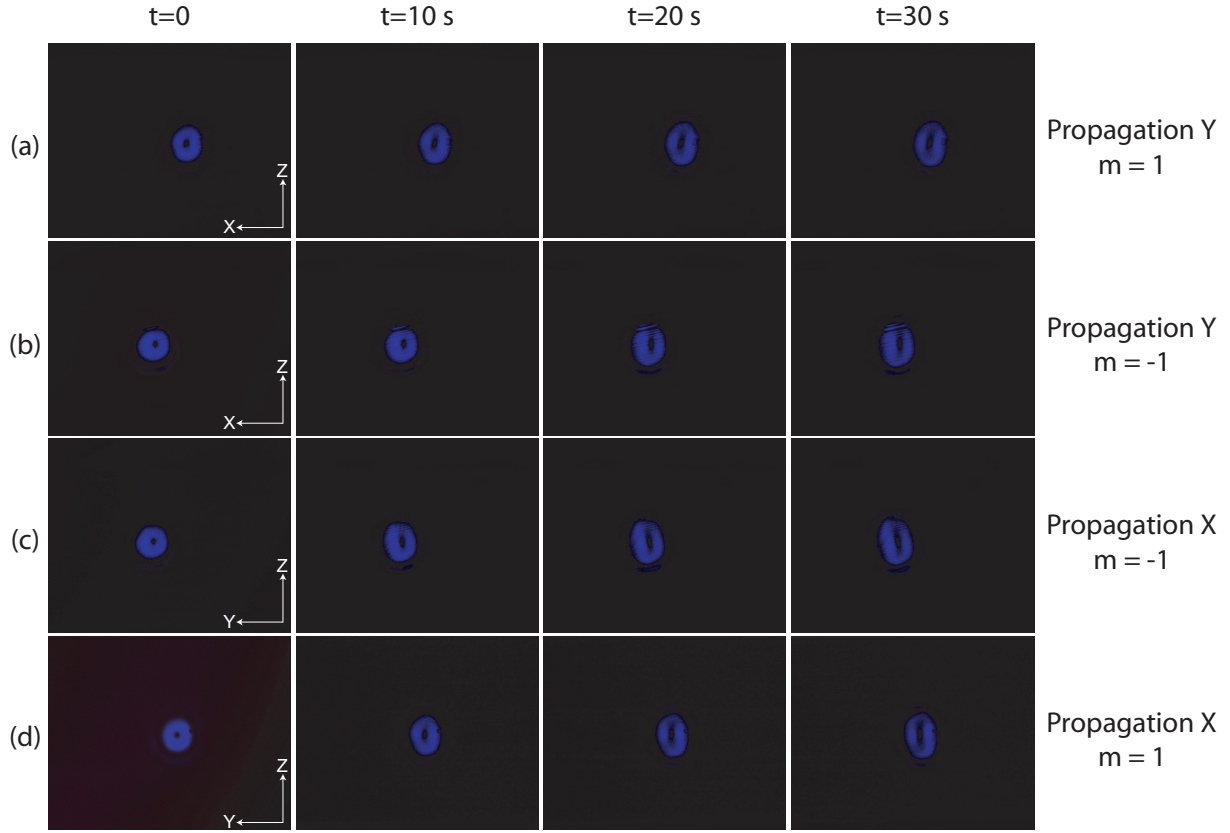 t=0 t=10 s t=20 s t=30 s
(a) Z X Propagation Y
m = 1
(b) Z X Propagation Y
m = -1
(c) Z Y Propagation X
m = -1
(d) Z Y Propagation X
m = 1